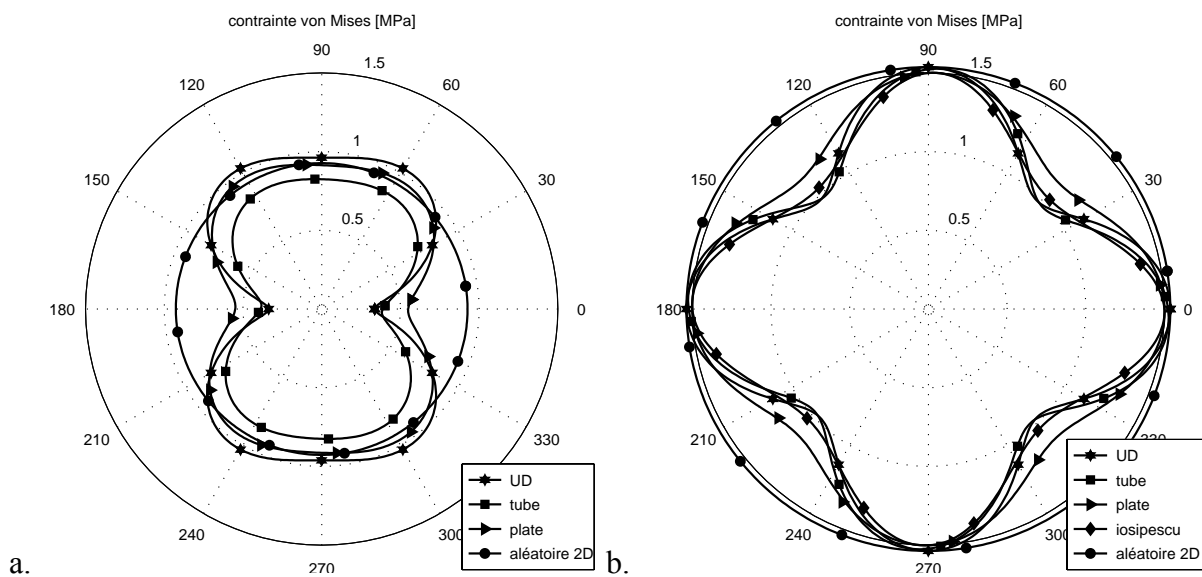 contrainte von Mises [MPa]
90
1.5
120
60
1
150
30
0.5
180
0
210
330
240
300
270
UD
tube
plate
aléatoire 2D
a.
contrainte von Mises [MPa]
90
1.5
120
60
1
150
30
0.5
180
0
210
330
240
270
UD
tube
plate
iosipescu
aléatoire 2D
b.